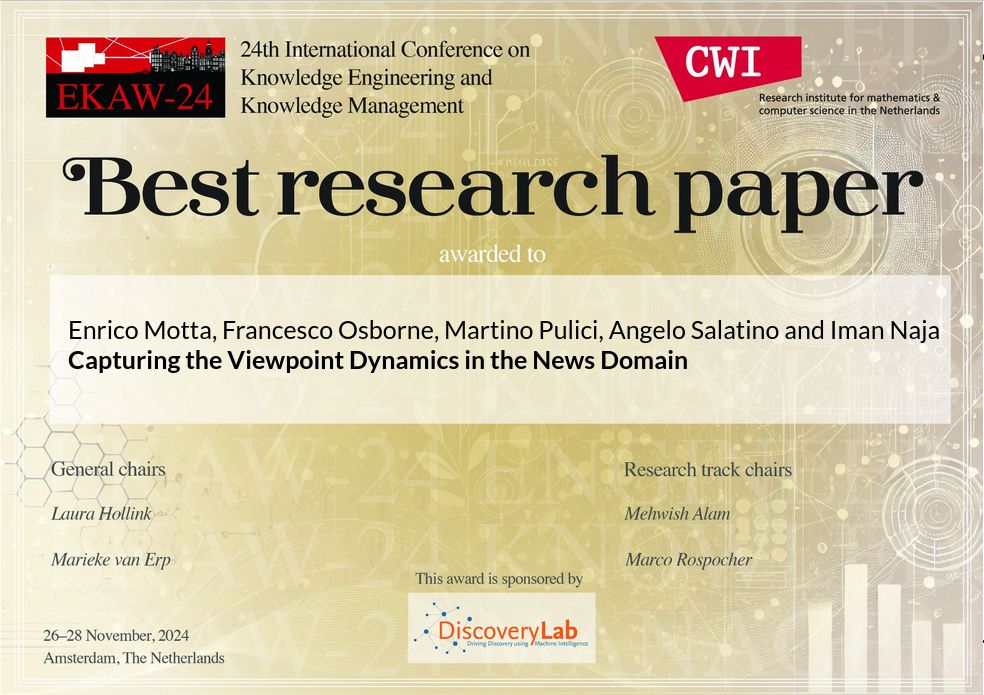 EKAW-24
24th International Conference on
Knowledge Engineering and
Knowledge Management
CWI
Research institute for mathematics &
computer science in the Netherlands
Best research paper
awarded to
Enrico Motta, Francesco Osborne, Martino Pulici, Angelo Salatino and Iman Naja
Capturing the Viewpoint Dynamics in the News Domain
General chairs
Laura Hollink
Marieke van Erp
Research track chairs
Mehwish Alam
Marco Rospocher
This award is sponsored by
DiscoveryLab
Driving Discovery using Machine Intelligence
26–28 November, 2024
Amsterdam, The Netherlands